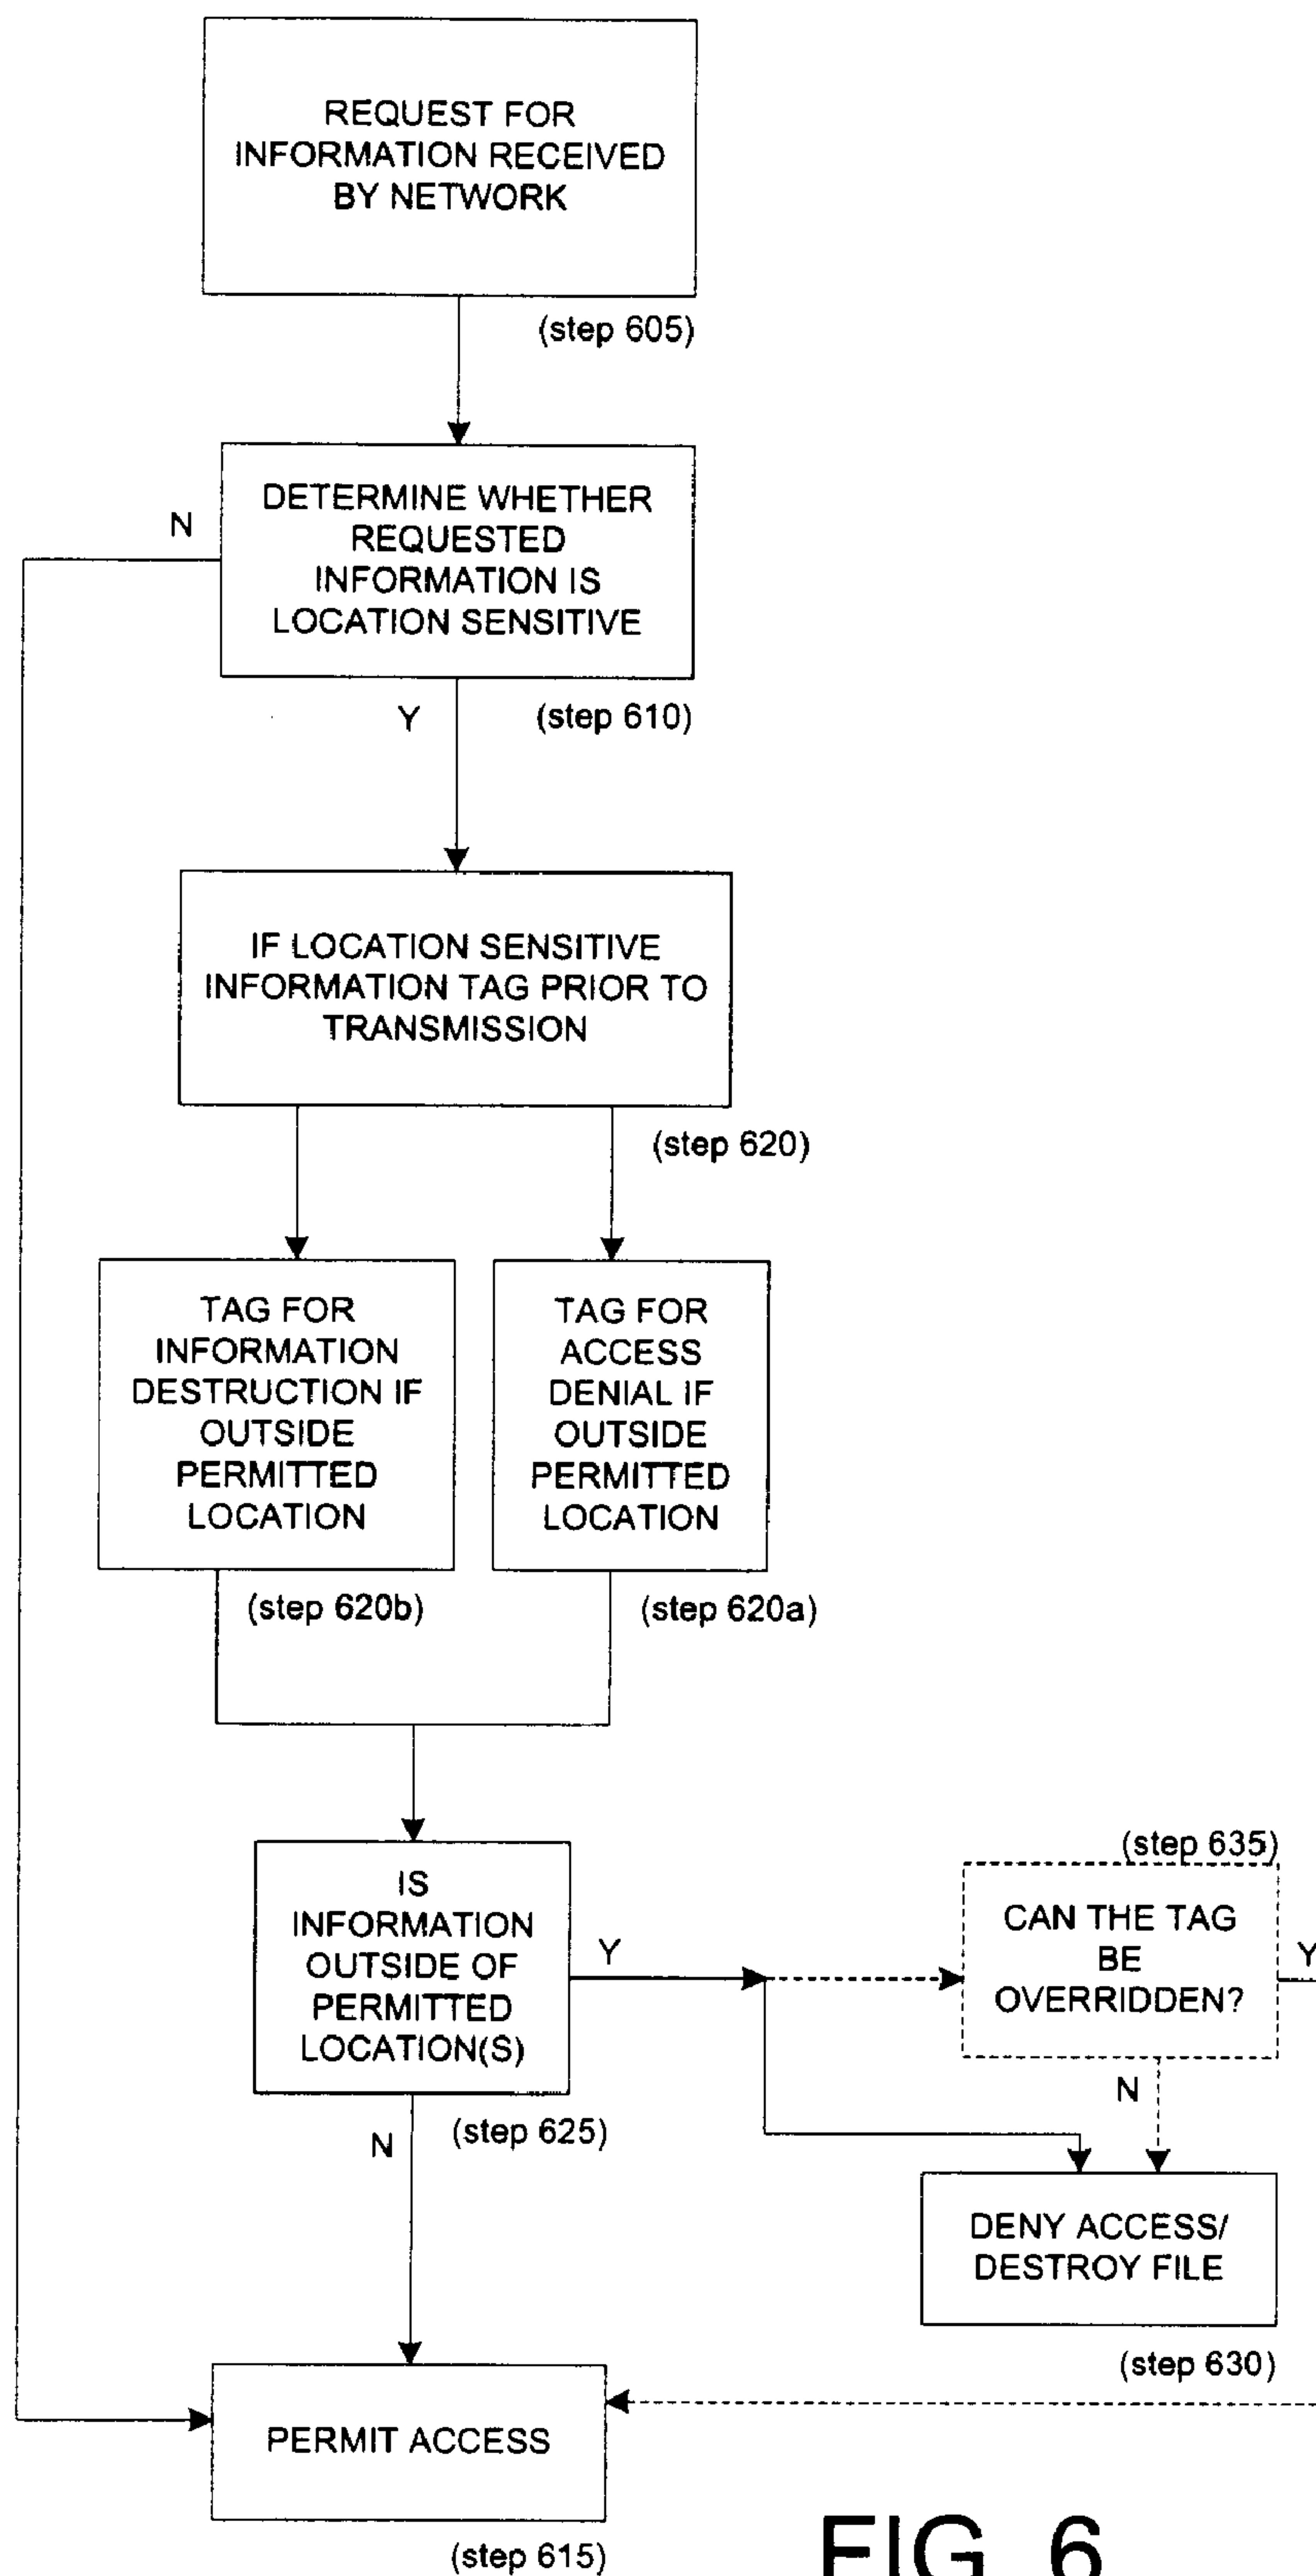 REQUEST FOR
INFORMATION RECEIVED
BY NETWORK
(step 605)
DETERMINE WHETHER
REQUESTED
INFORMATION IS
LOCATION SENSITIVE
N
Y
(step 610)
IF LOCATION SENSITIVE
INFORMATION TAG PRIOR TO
TRANSMISSION
(step 620)
TAG FOR
INFORMATION
DESTRUCTION IF
OUTSIDE
PERMITTED
LOCATION
(step 620b)
TAG FOR
ACCESS
DENIAL IF
OUTSIDE
PERMITTED
LOCATION
(step 620a)
IS
INFORMATION
OUTSIDE OF
PERMITTED
LOCATION(S)
Y
N
(step 625)
(step 635)
CAN THE TAG
BE
OVERRIDDEN?
Y
N
DENY ACCESS/
DESTROY FILE
(step 630)
PERMIT ACCESS
(step 615)
FIG. 6